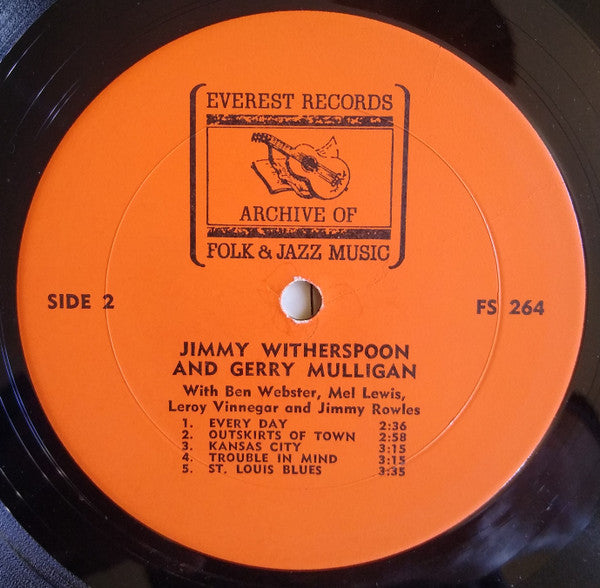 EVEREST RECORDS
ARCHIVE OF
FOLK & JAZZ MUSIC
SIDE 2
FS 264
JIMMY WITHERSPOON
AND GERRY MULLIGAN
With Ben Webster, Mel Lewis,
Leroy Vinnegar and Jimmy Rowles
1. EVERY DAY 2:36
2. OUTSKIRTS OF TOWN 2:58
3. KANSAS CITY 3:15
4. TROUBLE IN MIND 3:15
5. ST. LOUIS BLUES 3:35